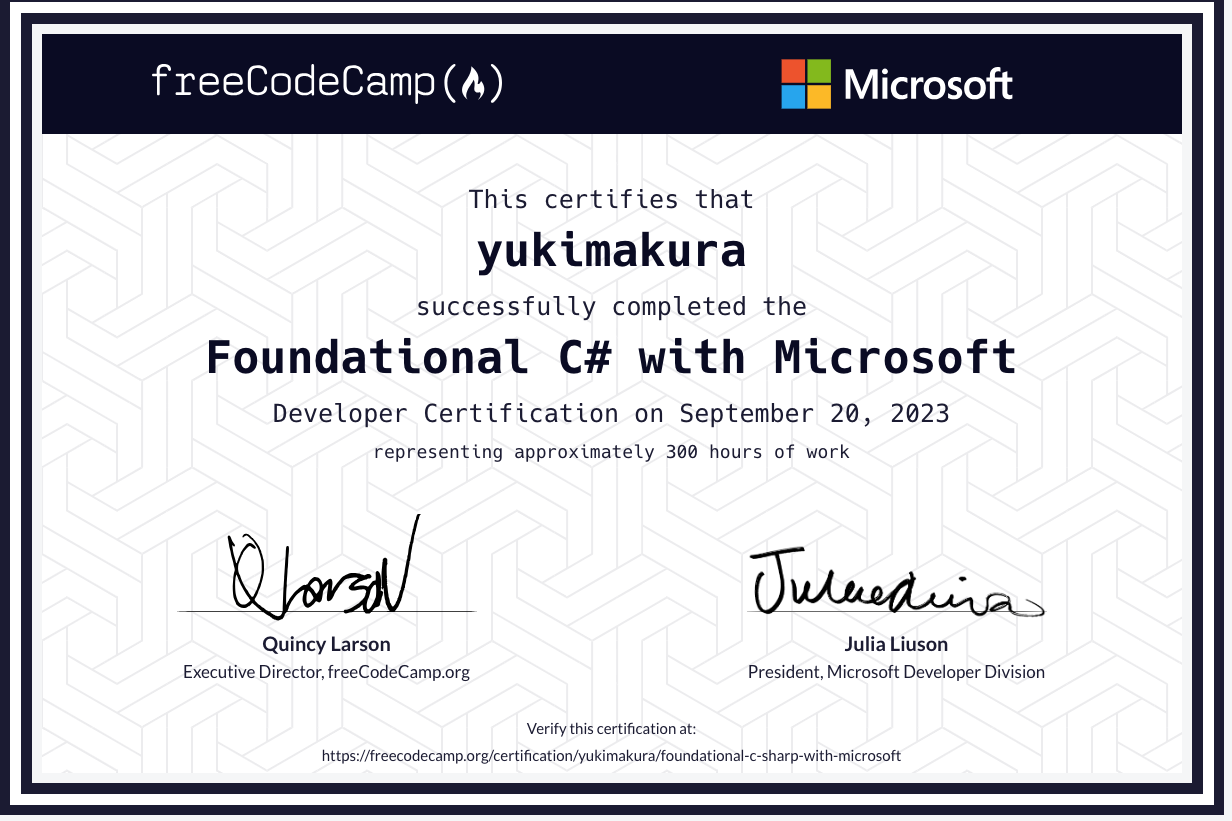 freeCodeCamp
Microsoft
This certifies that
yukimakura
successfully completed the
Foundational C# with Microsoft
Developer Certification on September 20, 2023
representing approximately 300 hours of work
Quincy Larson
Executive Director, freeCodeCamp.org
Julia Liuson
President, Microsoft Developer Division
Verify this certification at:
https://freecodecamp.org/certification/yukimakura/foundational-c-sharp-with-microsoft